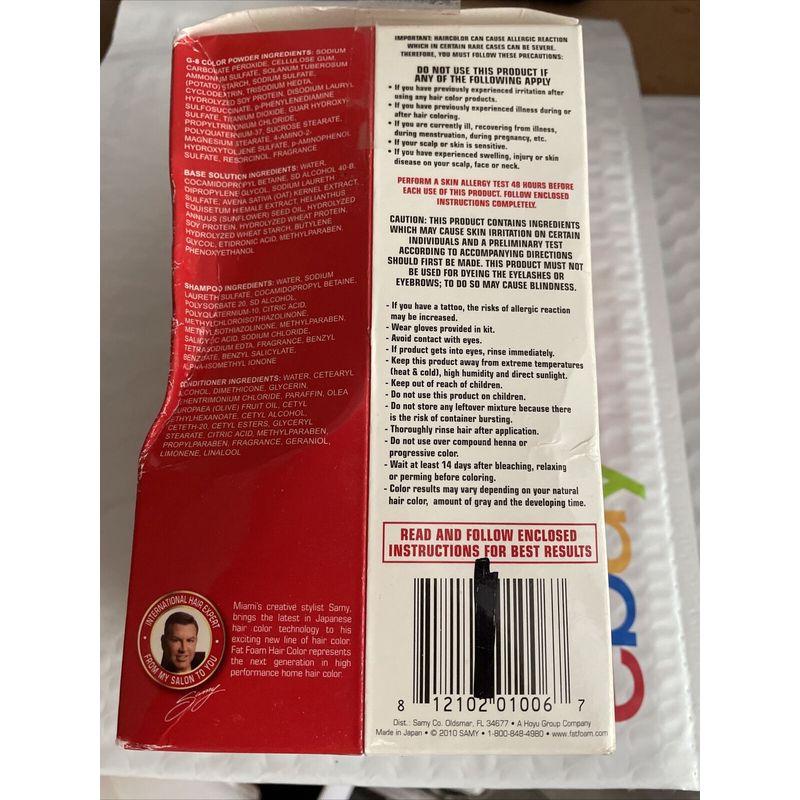 G-8 COLOR POWDER INGREDIENTS: SODIUM
CARBONATE PEROXIDE, CELLULOSE GUM,
AMMONIUM SULFATE, SOLANUM TUBEROSUM
(POTATO) STARCH, SODIUM SULFATE,
CYCLODEXTRIN, TRISODIUM HEDTA,
HYDROLYZED SOY PROTEIN, DISODIUM LAURYL
SULFOSUCCINATE, p-PHENYLENEDIAMINE
SULFATE, TITANIUM DIOXIDE, GUAR HYDROXY-
PROPYLTRIMONIUM CHLORIDE,
POLYQUATERNIUM-37, SUCROSE STEARATE,
MAGNESIUM STEARATE, 4-AMINO-2-
HYDROXYTOLUENE SULFATE, p-AMINOPHENOL
SULFATE, RESORCINOL, FRAGRANCE
BASE SOLUTION INGREDIENTS: WATER,
COCAMIDOPROPYL BETAINE, SD ALCOHOL 40-B,
DIPROPYLENE GLYCOL, SODIUM LAURETH
SULFATE, AVENA SATIVA (OAT) KERNEL EXTRACT,
EQUISETUM HIEMALE EXTRACT, HELIANTHUS
ANNUUS (SUNFLOWER) SEED OIL, HYDROLYZED
SOY PROTEIN, HYDROLYZED WHEAT PROTEIN,
HYDROLYZED WHEAT STARCH, BUTYLENE
GLYCOL, ETIDRONIC ACID, METHYLPARABEN,
PHENOXYETHANOL
SHAMPOO INGREDIENTS: WATER, SODIUM
LAURETH SULFATE, COCAMIDOPROPYL BETAINE,
POLYSORBATE 20, SD ALCOHOL,
POLYQUATERNIUM-10, CITRIC ACID,
METHYLCHLOROISOTHIAZOLINONE,
METHYLISOTHIAZOLINONE, METHYLPARABEN,
SALICYLIC ACID, SODIUM CHLORIDE,
TETRASODIUM EDTA, FRAGRANCE, BENZYL
BENZOATE, BENZYL SALICYLATE,
ALPHA-ISOMETHYL IONONE
CONDITIONER INGREDIENTS: WATER, CETEARYL
ALCOHOL, DIMETHICONE, GLYCERIN,
BEHENTRIMONIUM CHLORIDE, PARAFFIN, OLEA
EUROPAEA (OLIVE) FRUIT OIL, CETYL
ETHYLHEXANOATE, CETYL ALCOHOL,
CETETH-20, CETYL ESTERS, GLYCERYL
STEARATE, CITRIC ACID, METHYLPARABEN,
PROPYLPARABEN, FRAGRANCE, GERANIOL,
LIMONENE, LINALOOL
INTERNATIONAL HAIR EXPERT
FROM MY SALON TO YOU
Samy
Miami's creative stylist Samy,
brings the latest in Japanese
hair color technology to his
exciting new line of hair color.
Fat Foam Hair Color represents
the next generation in high
performance home hair color.
IMPORTANT: HAIRCOLOR CAN CAUSE ALLERGIC REACTION
WHICH IN CERTAIN RARE CASES CAN BE SEVERE.
THEREFORE, YOU MUST FOLLOW THESE PRECAUTIONS:
DO NOT USE THIS PRODUCT IF
ANY OF THE FOLLOWING APPLY
• If you have previously experienced irritation after
using any hair color products.
• If you have previously experienced illness during or
after hair coloring.
• If you are currently ill, recovering from illness,
during menstruation, during pregnancy, etc.
• If your scalp or skin is sensitive.
• If you have experienced swelling, injury or skin
disease on your scalp, face or neck.
PERFORM A SKIN ALLERGY TEST 48 HOURS BEFORE
EACH USE OF THIS PRODUCT. FOLLOW ENCLOSED
INSTRUCTIONS COMPLETELY.
CAUTION: THIS PRODUCT CONTAINS INGREDIENTS
WHICH MAY CAUSE SKIN IRRITATION ON CERTAIN
INDIVIDUALS AND A PRELIMINARY TEST
ACCORDING TO ACCOMPANYING DIRECTIONS
SHOULD FIRST BE MADE. THIS PRODUCT MUST NOT
BE USED FOR DYEING THE EYELASHES OR
EYEBROWS; TO DO SO MAY CAUSE BLINDNESS.
- If you have a tattoo, the risks of allergic reaction
may be increased.
- Wear gloves provided in kit.
- Avoid contact with eyes.
- If product gets into eyes, rinse immediately.
- Keep this product away from extreme temperatures
(heat & cold), high humidity and direct sunlight.
- Keep out of reach of children.
- Do not use this product on children.
- Do not store any leftover mixture because there
is the risk of container bursting.
- Thoroughly rinse hair after application.
- Do not use over compound henna or
progressive color.
- Wait at least 14 days after bleaching, relaxing
or perming before coloring.
- Color results may vary depending on your natural
hair color, amount of gray and the developing time.
READ AND FOLLOW ENCLOSED
INSTRUCTIONS FOR BEST RESULTS
8 12102 01006 7
Dist.: Samy Co. Oldsmar, FL 34677 • A Hoyu Group Company
Made in Japan • © 2010 SAMY • 1-800-848-4980 • www.fatfoam.com
ebay